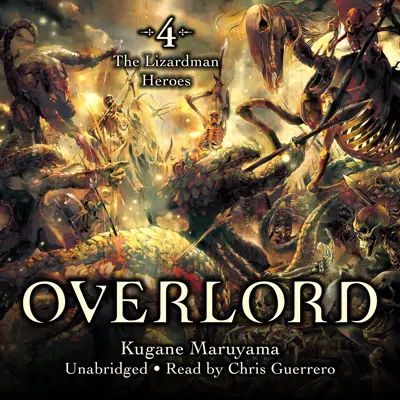 4
The Lizardman
Heroes
OVERLORD
Kugane Maruyama
Unabridged • Read by Chris Guerrero